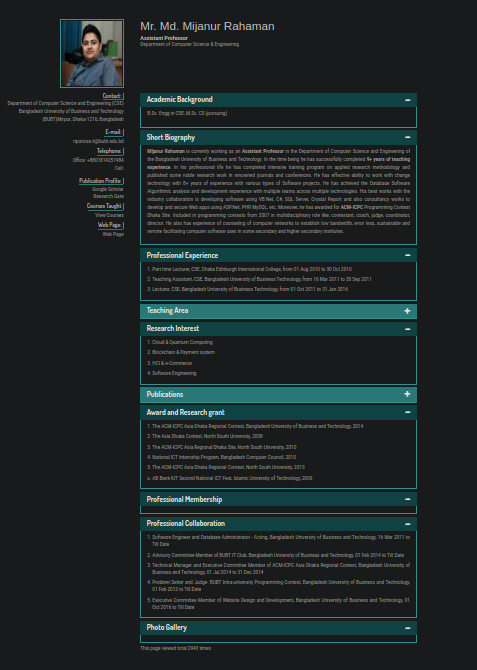 Mr. Md. Mijanur Rahaman
Assistant Professor
Department of Computer Science & Engineering
Contact: |
Department of Computer Science and Engineering (CSE)
Bangladesh University of Business and Technology
(BUBT)Mirpur, Dhaka-1216, Bangladesh
E-mail: |
Telephone: |
Cell:
Publication Profile: |
Google Scholar
Research Gate
Courses Taught |
View Courses
Web Page: |
Web Page
Academic Background
B.Sc. Engg in CSE, M.Sc. CS (pursuing)
Short Biography
Mijanur Rahaman is currently working as an Assistant Professor in the Department of Computer Science and Engineering of
the Bangladesh University of Business and Technology. In the time being he has successfully completed 9+ years of teaching
experience. In his professional life he has completed intensive training program on applied research methodology and
published some noble research work in renowned journals and conferences. He has effective ability to work with change
technology with 5+ years of experience with various types of Software projects. He has achieved the Database Software
Algorithmic analysis and development experience with multiple teams across multiple technologies. His best works with the
industry collaboration is developing software using VB.Net, C#, SQL Server, Crystal Report and also consultancy works to
develop and secure Web apps using ASP.Net, PHP, MySQL, etc. Moreover, he has awarded for ACM-ICPC Programming Contest
Dhaka Site. Included in programming contests from 2007 in multidisciplinary role like, contestant, coach, judge, coordinator,
director. He also has experience of counseling of computer networks to establish low bandwidth, error less, sustainable and
remote facilitating computer software uses in some secondary and higher secondary institutes.
Professional Experience
1. Part time Lecturer, CSE, Dhaka Edinburgh International College, from 01 Aug 2010 to 30 Oct 2010
2. Teaching Assistant, CSE, Bangladesh University of Business Technology, from 16 Mar 2011 to 30 Sep 2011
3. Lecturer, CSE, Bangladesh University of Business Technology, from 01 Oct 2011 to 31 Jan 2016
Teaching Area
Research Interest
1. Cloud & Quantum Computing
2. Blockchain & Payment system
3. HCI & e-Commerce
4. Software Engineering
Publications
Award and Research grant
1. The ACM-ICPC Asia Dhaka Regional Contest, Bangladesh University of Business and Technology, 2014
2. The Asia Dhaka Contest, North South University, 2009
3. The ACM-ICPC Asia Regional Dhaka Site, North South University, 2010
4. National ICT Internship Program, Bangladesh Computer Council, 2010
5. The ACM-ICPC Asia Dhaka Regional Contest, North South University, 2013
6. AB Bank-IUT Second National ICT Fest, Islamic University of Technology, 2009
Professional Membership
Professional Collaboration
1. Software Engineer and Database Administrator - Acting, Bangladesh University of Business and Technology, 16 Mar 2011 to
Till Date
2. Advisory Committee Member of BUBT IT Club, Bangladesh University of Business and Technology, 01 Feb 2014 to Till Date
3. Technical Manager and Executive Committee Member of ACM-ICPC Asia Dhaka Regional Contest, Bangladesh University of
Business and Technology, 01 Jul 2014 to 31 Dec 2014
4. Problem Setter and Judge: BUBT Intra-university Programming Contest, Bangladesh University of Business and Technology,
01 Feb 2012 to Till Date
5. Executive Committee Member of Website Design and Development, Bangladesh University of Business and Technology, 01
Oct 2016 to Till Date
Photo Gallery
This page viewed total 3943 times